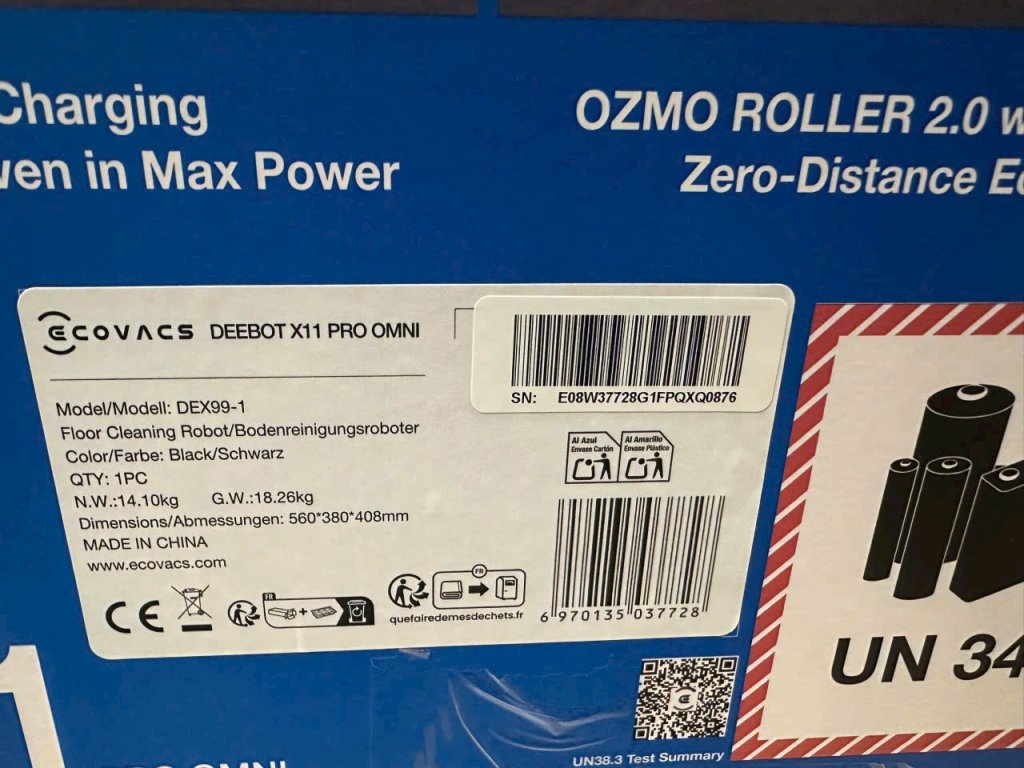 Charging
in Max Power
OZMO ROLLER 2.0
Zero-Distance
ECOVACS DEEBOT X11 PRO OMNI
Model/Modell: DEX99-1
Floor Cleaning Robot/Bodenreinigungsroboter
Color/Farbe: Black/Schwarz
QTY: 1PC
N.W.:14.10kg G.W.:18.26kg
Dimensions/Abmessungen: 560*380*408mm
MADE IN CHINA
www.ecovacs.com
SN: E08W37728G1FPQXQ0876
Al Azul
Envase Cartón
Al Amarillo
Envase Plástico
CE
FR
FR
quefairedemesdechets.fr
6 970135 037728
UN 34
UN38.3 Test Summary
OMNI